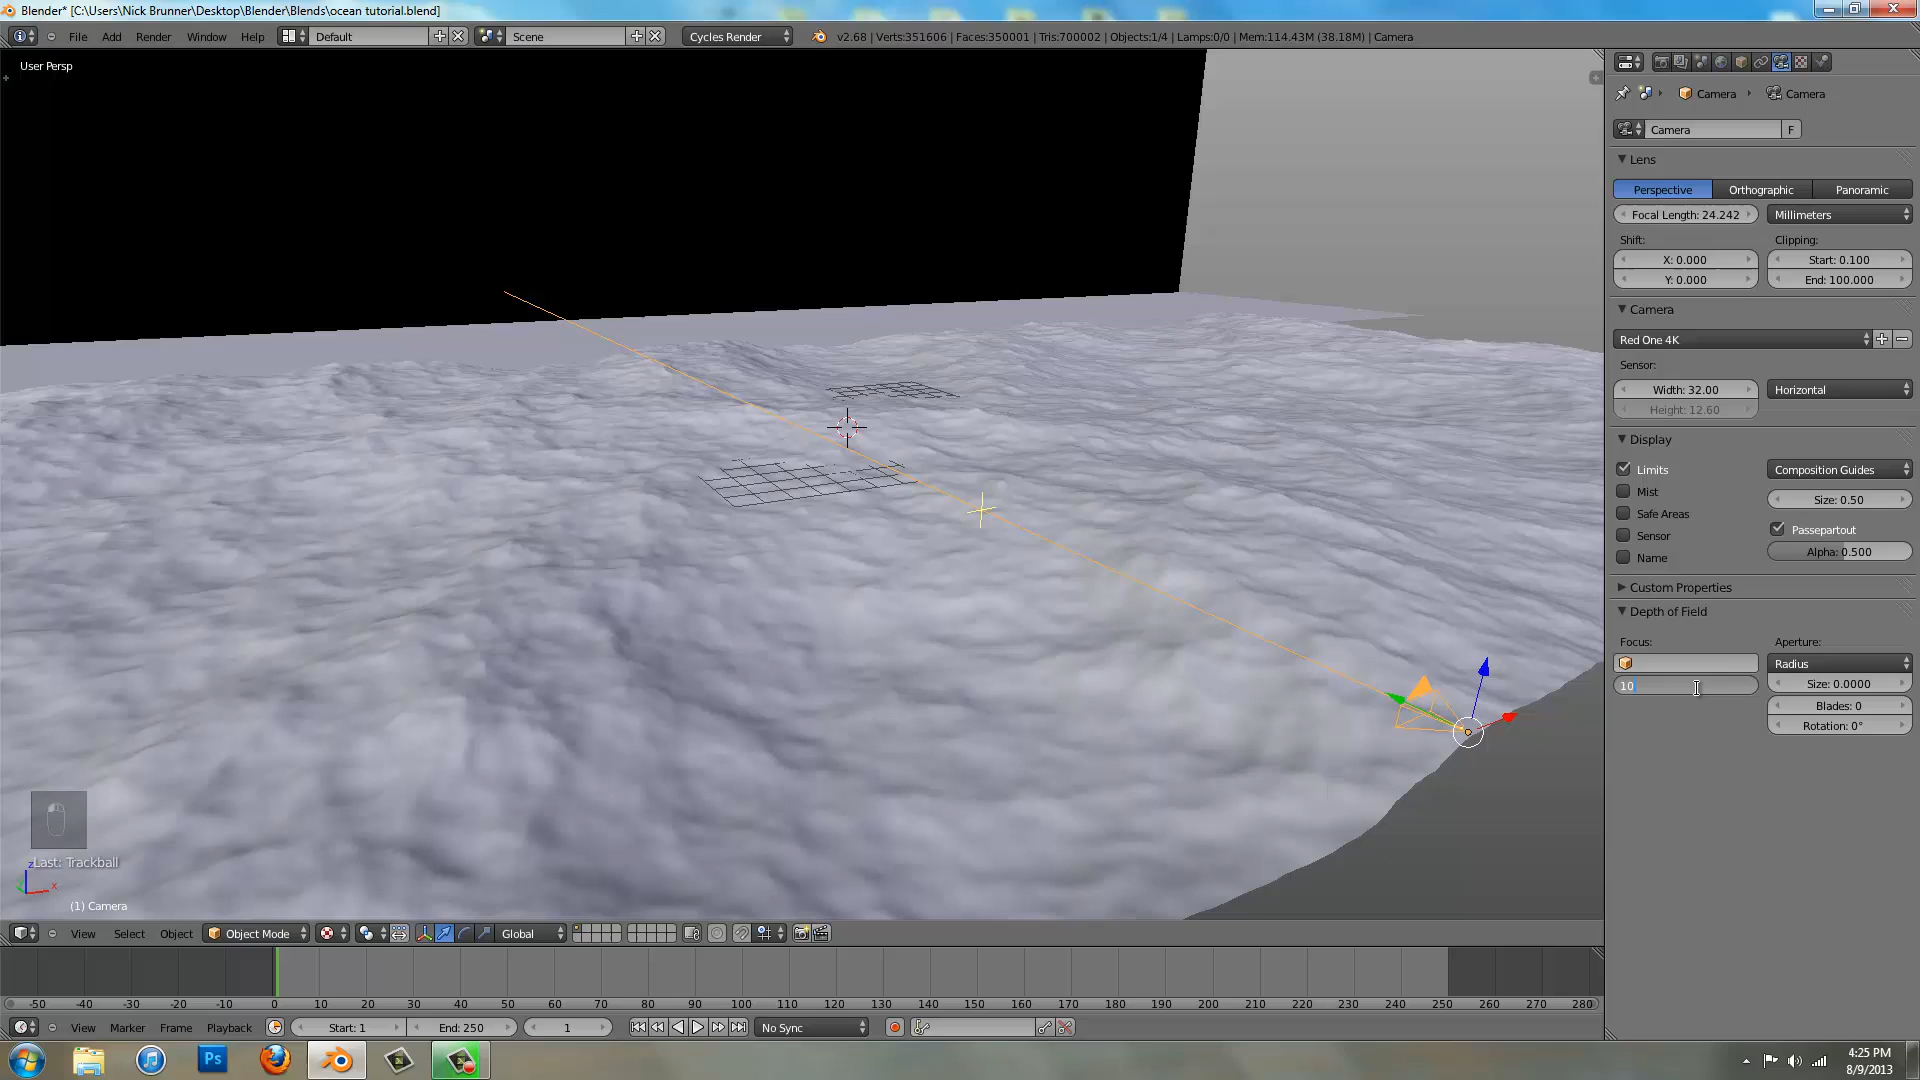 Blender* [C:\Users\Nick Brunner\Desktop\Blender\Blends\ocean tutorial.blend]
File Add Render Window Help Default Scene Cycles Render v2.68 | Verts:351606 | Faces:350001 | Tris:700002 | Objects:1/4 | Lamps:0/0 | Mem:114.43M (38.18M) | Camera
User Persp
Camera Camera
Camera F
Lens
Perspective Orthographic Panoramic
Focal Length: 24.242 Millimeters
Shift: Clipping:
X: 0.000 Start: 0.100
Y: 0.000 End: 100.000
Camera
Red One 4K
Sensor:
Width: 32.00 Horizontal
Height: 12.60
Display
Limits Composition Guides
Mist Size: 0.50
Safe Areas
Sensor Passepartout
Name Alpha: 0.500
Custom Properties
Depth of Field
Focus: Aperture:
Radius
10 Size: 0.0000
Blades: 0
Rotation: 0°
Last: Trackball
z
y x
(1) Camera
View Select Object Object Mode Global
-50 -40 -30 -20 -10 0 10 20 30 40 50 60 70 80 90 100 110 120 130 140 150 160 170 180 190 200 210 220 230 240 250 260 270 280
View Marker Frame Playback Start: 1 End: 250 1 No Sync
Ps
4:25 PM
8/9/2013